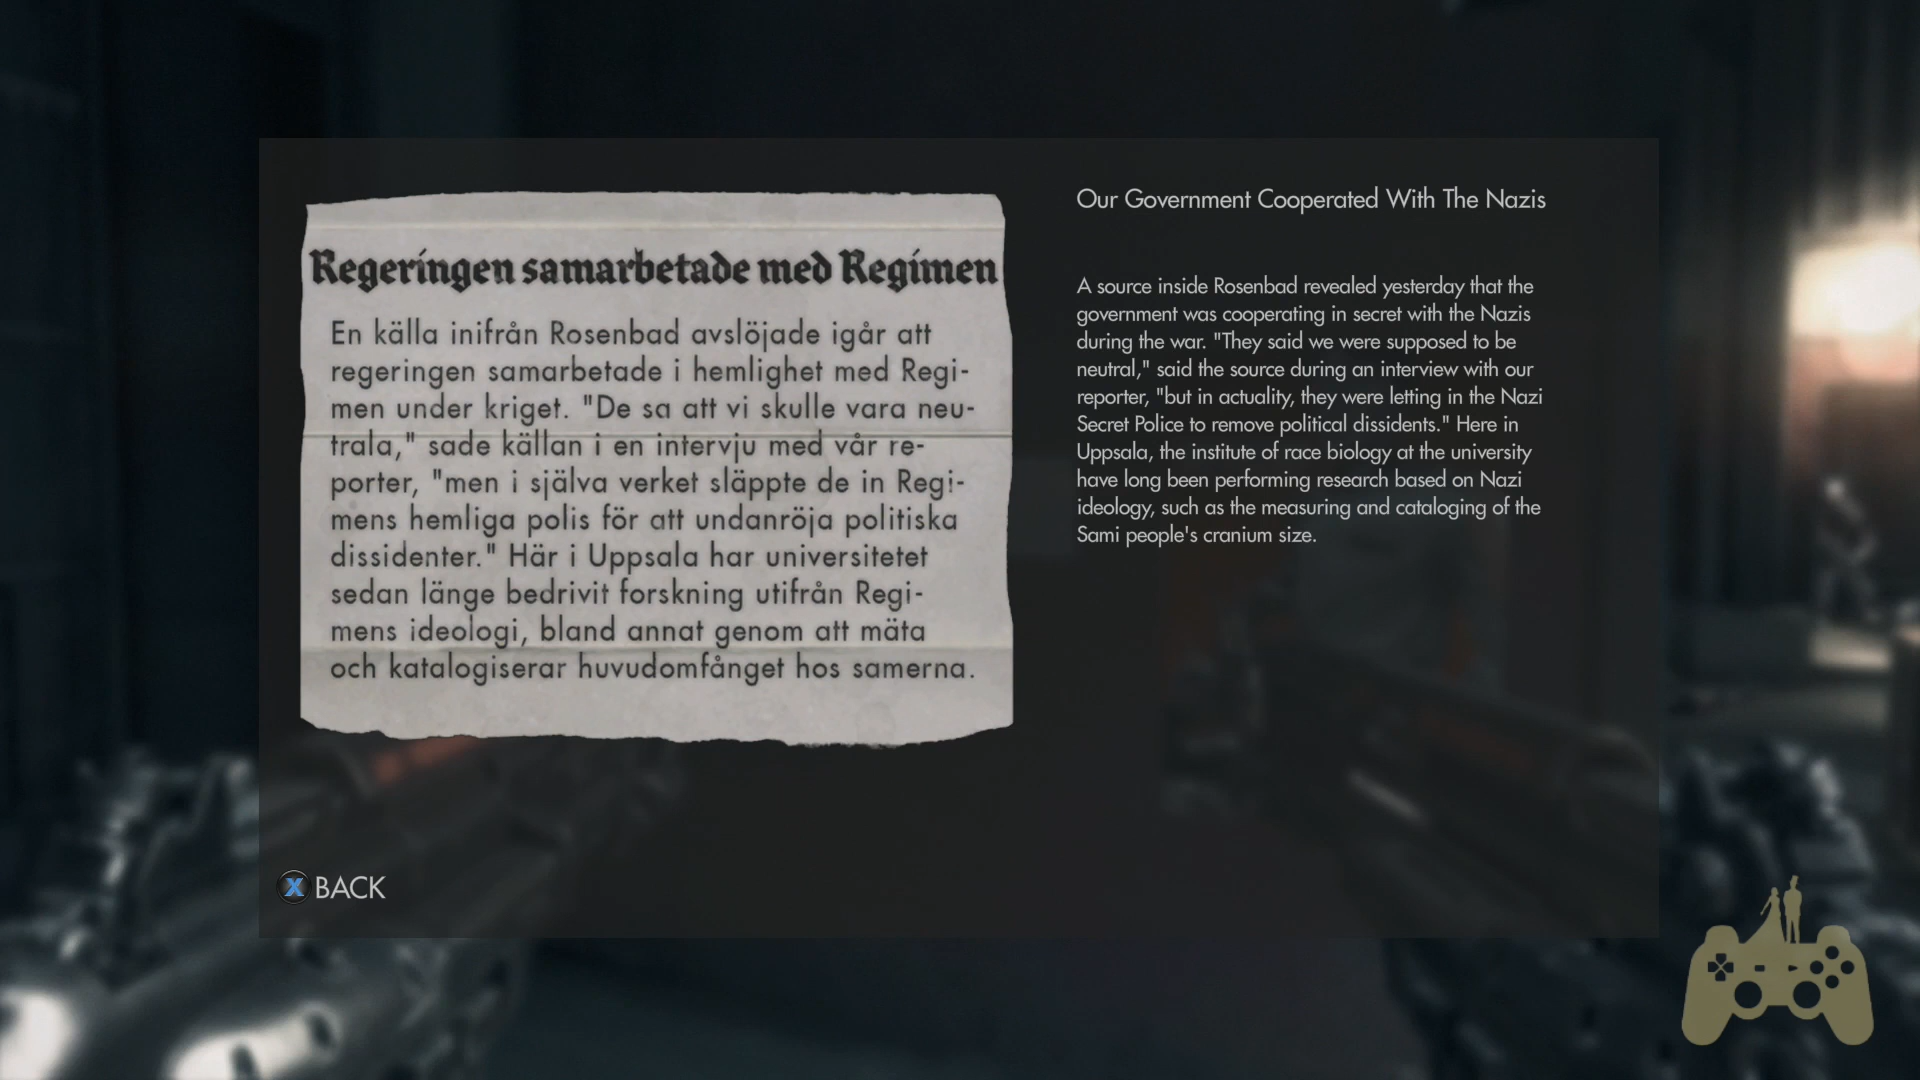 Regeringen samarbetade med Regimen
En källa inifrån Rosenbad avslöjade igår att
regeringen samarbetade i hemlighet med Regi-
men under kriget. "De sa att vi skulle vara neu-
trala," sade källan i en intervju med vår re-
porter, "men i själva verket släppte de in Regi-
mens hemliga polis för att undanröja politiska
dissidenter." Här i Uppsala har universitetet
sedan länge bedrivit forskning utifrån Regi-
mens ideologi, bland annat genom att mäta
och katalogiserar huvudomfånget hos samerna.
Our Government Cooperated With The Nazis
A source inside Rosenbad revealed yesterday that the
government was cooperating in secret with the Nazis
during the war. "They said we were supposed to be
neutral," said the source during an interview with our
reporter, "but in actuality, they were letting in the Nazi
Secret Police to remove political dissidents." Here in
Uppsala, the institute of race biology at the university
have long been performing research based on Nazi
ideology, such as the measuring and cataloging of the
Sami people's cranium size.
X BACK